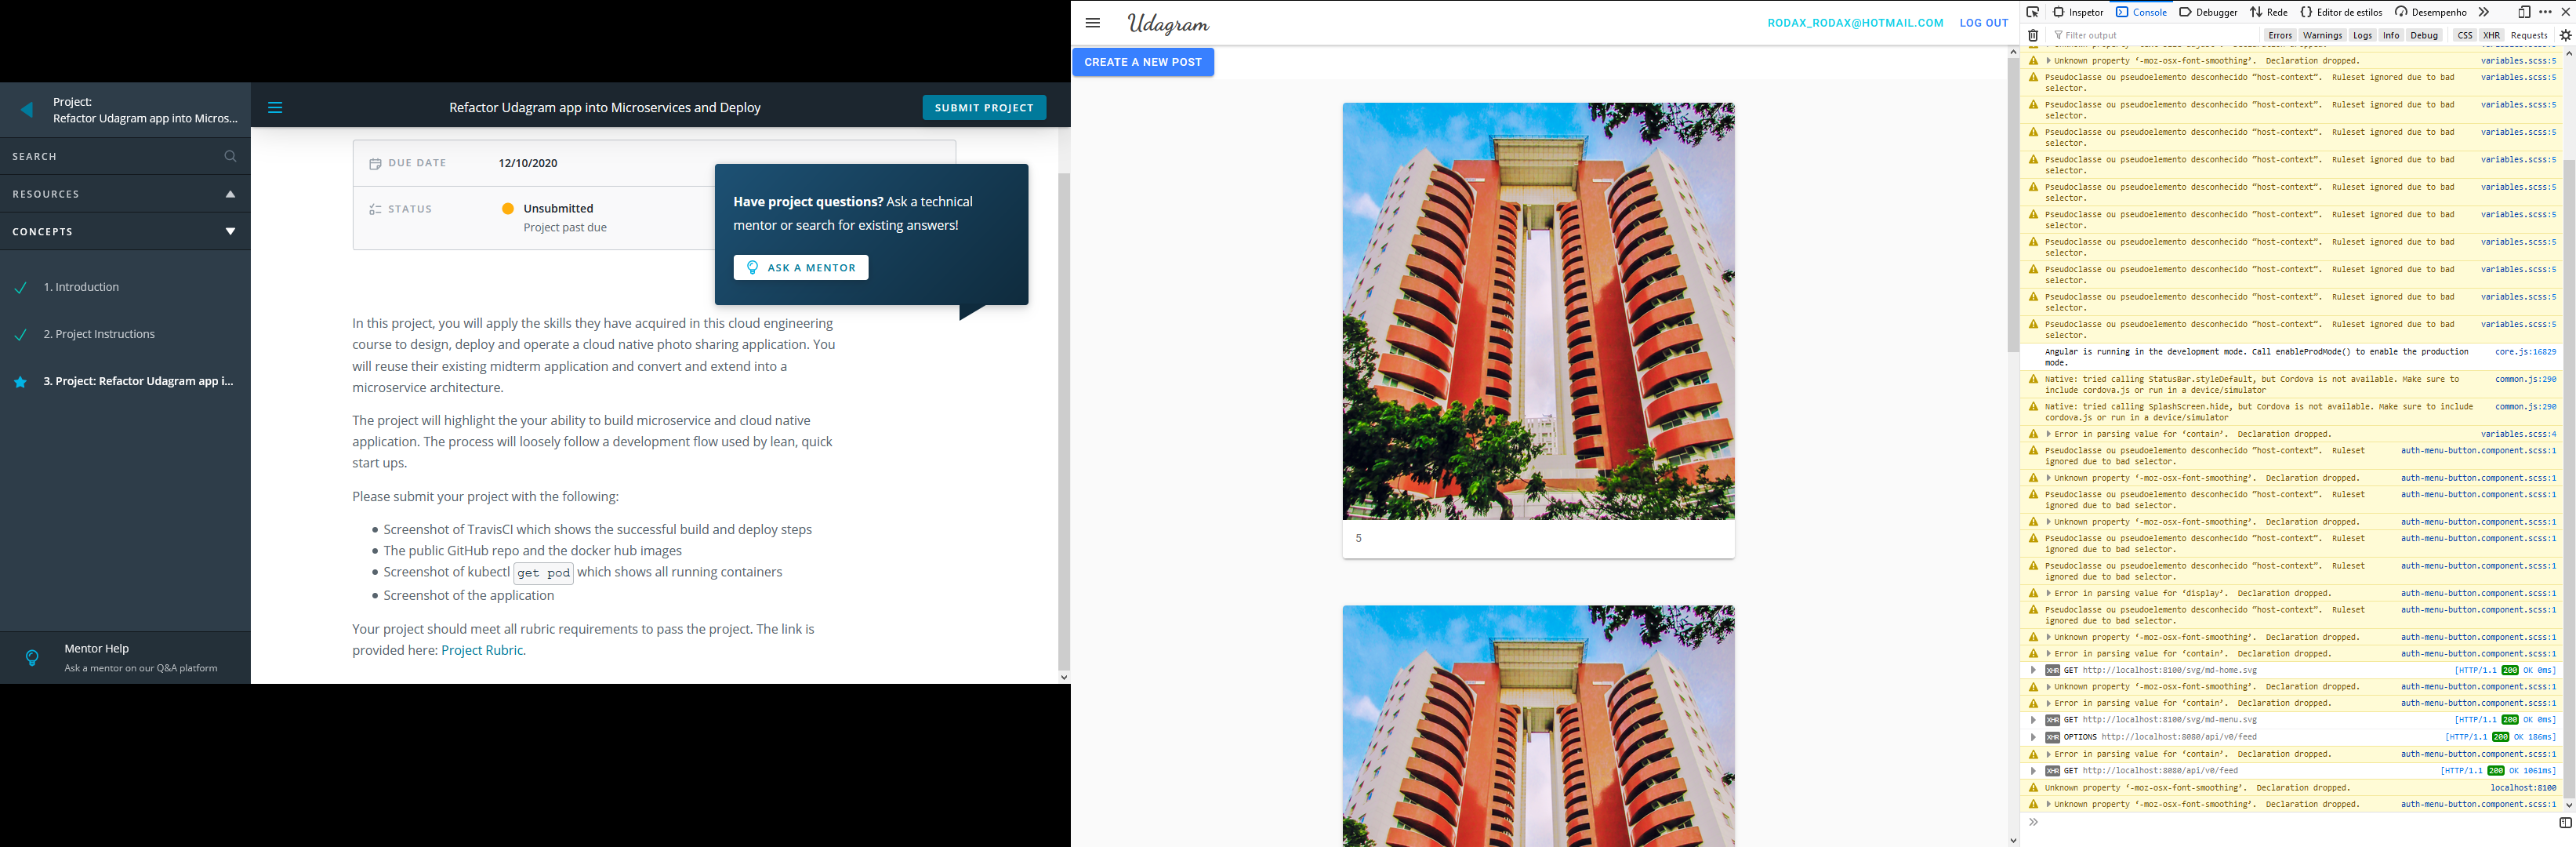 Project:
Refactor Udagram app into Micros...
SEARCH
RESOURCES
CONCEPTS
1. Introduction
2. Project Instructions
3. Project: Refactor Udagram app i...
Mentor Help
Ask a mentor on our Q&A platform
Refactor Udagram app into Microservices and Deploy
SUBMIT PROJECT
DUE DATE 12/10/2020
STATUS Unsubmitted
Project past due
Have project questions? Ask a technical
mentor or search for existing answers!
ASK A MENTOR
In this project, you will apply the skills they have acquired in this cloud engineering
course to design, deploy and operate a cloud native photo sharing application. You
will reuse their existing midterm application and convert and extend into a
microservice architecture.
The project will highlight the your ability to build microservice and cloud native
application. The process will loosely follow a development flow used by lean, quick
start ups.
Please submit your project with the following:
Screenshot of TravisCI which shows the successful build and deploy steps
The public GitHub repo and the docker hub images
Screenshot of kubectl get pod which shows all running containers
Screenshot of the application
Your project should meet all rubric requirements to pass the project. The link is
provided here: Project Rubric.
Udagram
RODAX_RODAX@HOTMAIL.COM LOG OUT
CREATE A NEW POST
5
Inspetor Console Debugger Rede Editor de estilos Desempenho
Filter output Errors Warnings Logs Info Debug CSS XHR Requests
Unknown property ‘-moz-osx-font-smoothing’. Declaration dropped. variables.scss:5
Pseudoclasse ou pseudoelemento desconhecido “host-context”. Ruleset ignored due to bad variables.scss:5
selector.
Pseudoclasse ou pseudoelemento desconhecido “host-context”. Ruleset ignored due to bad variables.scss:5
selector.
Pseudoclasse ou pseudoelemento desconhecido “host-context”. Ruleset ignored due to bad variables.scss:5
selector.
Pseudoclasse ou pseudoelemento desconhecido “host-context”. Ruleset ignored due to bad variables.scss:5
selector.
Pseudoclasse ou pseudoelemento desconhecido “host-context”. Ruleset ignored due to bad variables.scss:5
selector.
Pseudoclasse ou pseudoelemento desconhecido “host-context”. Ruleset ignored due to bad variables.scss:5
selector.
Pseudoclasse ou pseudoelemento desconhecido “host-context”. Ruleset ignored due to bad variables.scss:5
selector.
Pseudoclasse ou pseudoelemento desconhecido “host-context”. Ruleset ignored due to bad variables.scss:5
selector.
Pseudoclasse ou pseudoelemento desconhecido “host-context”. Ruleset ignored due to bad variables.scss:5
selector.
Pseudoclasse ou pseudoelemento desconhecido “host-context”. Ruleset ignored due to bad variables.scss:5
selector.
Angular is running in the development mode. Call enableProdMode() to enable the production core.js:16829
mode.
Native: tried calling StatusBar.styleDefault, but Cordova is not available. Make sure to common.js:290
include cordova.js or run in a device/simulator
Native: tried calling SplashScreen.hide, but Cordova is not available. Make sure to include common.js:290
cordova.js or run in a device/simulator
Error in parsing value for ‘contain’. Declaration dropped. variables.scss:4
Pseudoclasse ou pseudoelemento desconhecido “host-context”. Ruleset auth-menu-button.component.scss:1
ignored due to bad selector.
Unknown property ‘-moz-osx-font-smoothing’. Declaration dropped. auth-menu-button.component.scss:1
Pseudoclasse ou pseudoelemento desconhecido “host-context”. Ruleset auth-menu-button.component.scss:1
ignored due to bad selector.
Unknown property ‘-moz-osx-font-smoothing’. Declaration dropped. auth-menu-button.component.scss:1
Pseudoclasse ou pseudoelemento desconhecido “host-context”. Ruleset auth-menu-button.component.scss:1
ignored due to bad selector.
Pseudoclasse ou pseudoelemento desconhecido “host-context”. Ruleset auth-menu-button.component.scss:1
ignored due to bad selector.
Error in parsing value for ‘display’. Declaration dropped. auth-menu-button.component.scss:1
Pseudoclasse ou pseudoelemento desconhecido “host-context”. Ruleset auth-menu-button.component.scss:1
ignored due to bad selector.
Unknown property ‘-moz-osx-font-smoothing’. Declaration dropped. auth-menu-button.component.scss:1
Error in parsing value for ‘contain’. Declaration dropped. auth-menu-button.component.scss:1
XHR GET http://localhost:8100/svg/md-home.svg [HTTP/1.1 200 OK 0ms]
Unknown property ‘-moz-osx-font-smoothing’. Declaration dropped. auth-menu-button.component.scss:1
Error in parsing value for ‘contain’. Declaration dropped. auth-menu-button.component.scss:1
XHR GET http://localhost:8100/svg/md-menu.svg [HTTP/1.1 200 OK 0ms]
XHR OPTIONS http://localhost:8080/api/v0/feed [HTTP/1.1 200 OK 186ms]
Error in parsing value for ‘contain’. Declaration dropped. auth-menu-button.component.scss:1
XHR GET http://localhost:8080/api/v0/feed [HTTP/1.1 200 OK 1061ms]
Unknown property ‘-moz-osx-font-smoothing’. Declaration dropped. localhost:8100
Unknown property ‘-moz-osx-font-smoothing’. Declaration dropped. auth-menu-button.component.scss:1